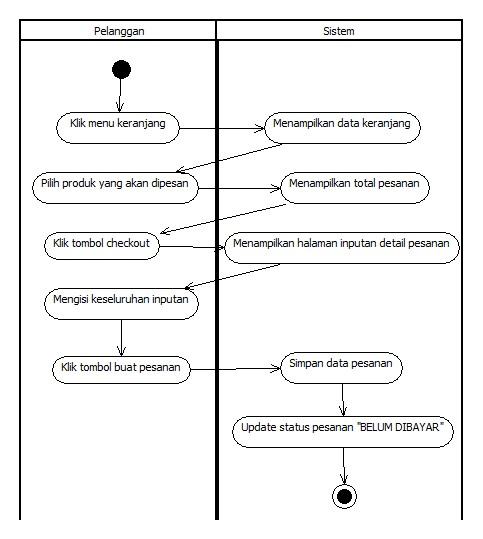 Pelanggan
Sistem
Klik menu keranjang
Menampilkan data keranjang
Pilih produk yang akan dipesan
Menampilkan total pesanan
Klik tombol checkout
Menampilkan halaman inputan detail pesanan
Mengisi keseluruhan inputan
Klik tombol buat pesanan
Simpan data pesanan
Update status pesanan "BELUM DIBAYAR"